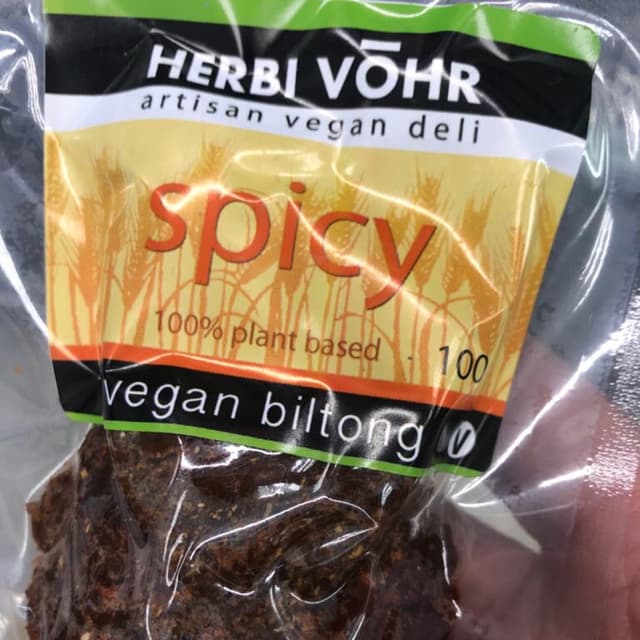 HERBI VŌHR
artisan vegan deli
spicy
100% plant based - 100
vegan biltong V